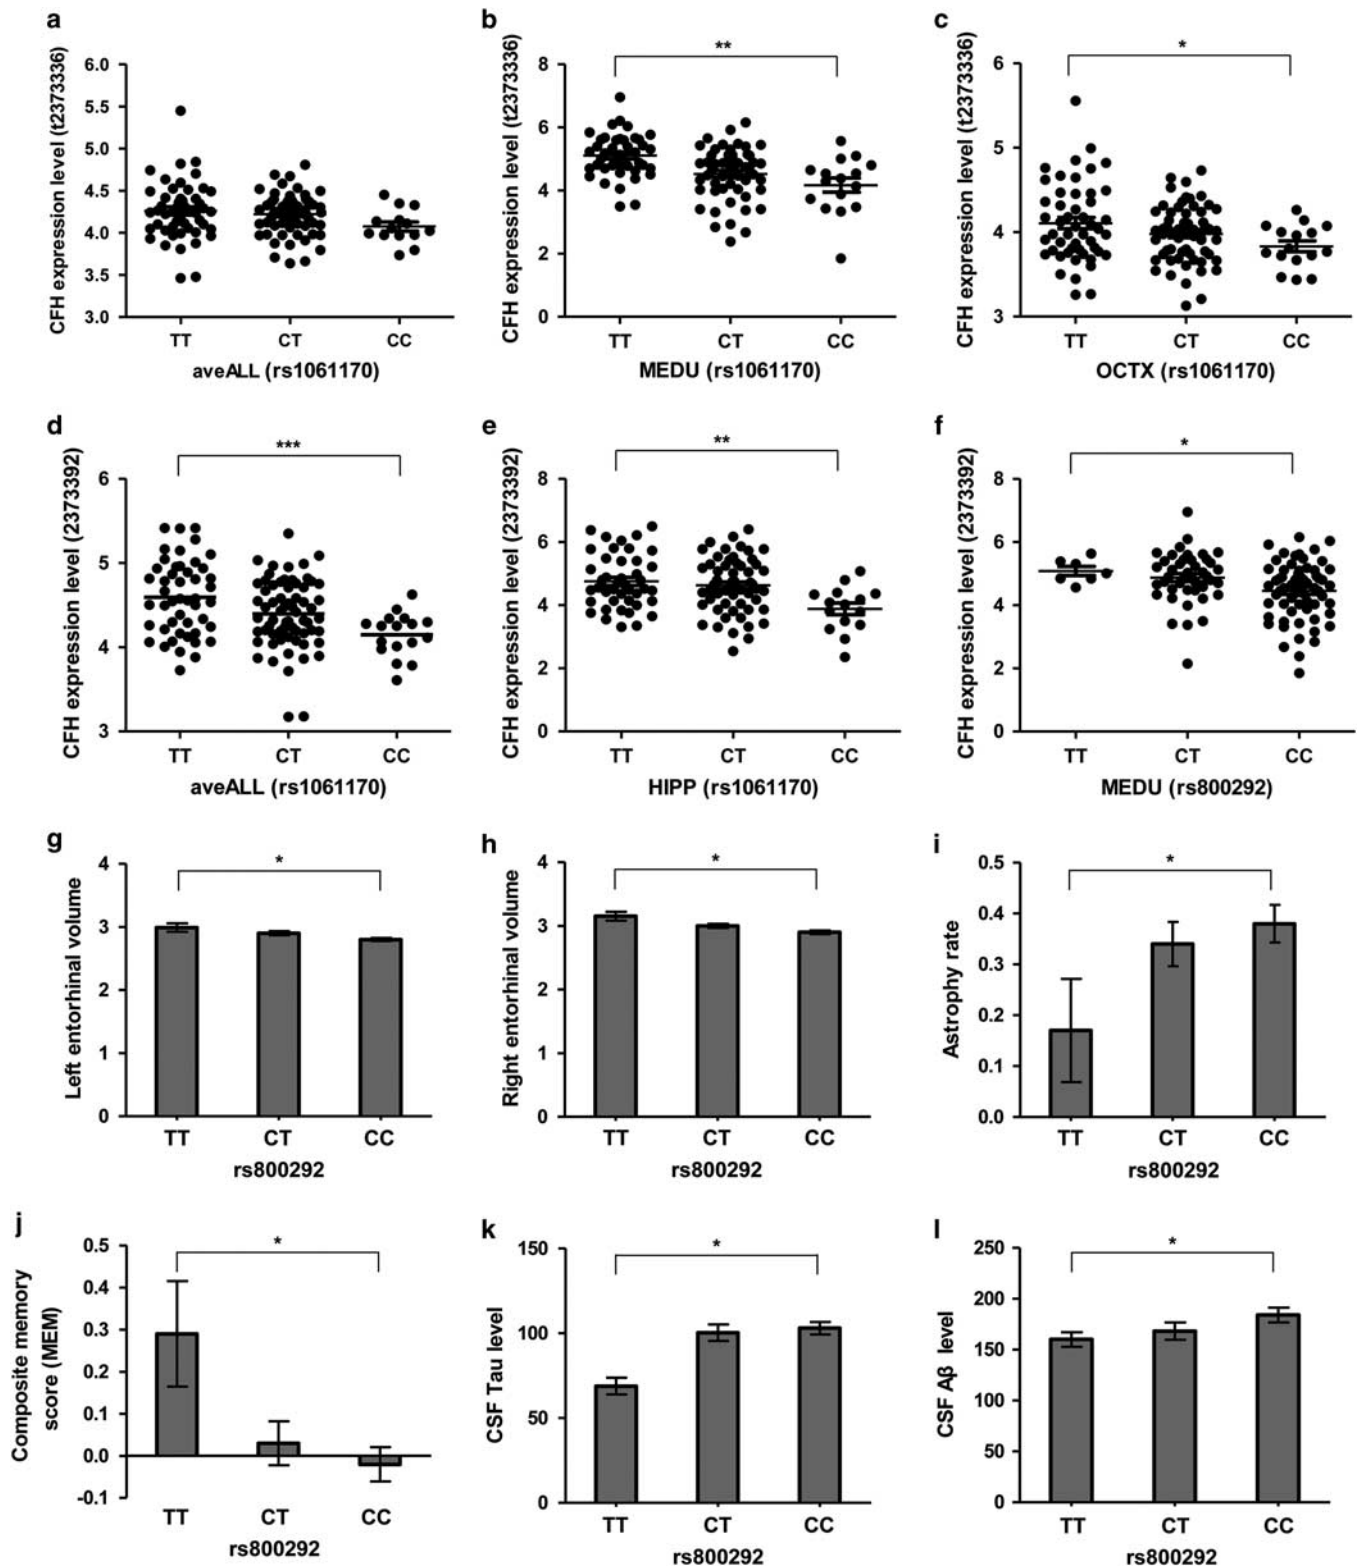 a
CFH expression level (t2373336)
6.0
5.5
5.0
4.5
4.0
3.5
3.0
TT CT CC
aveALL (rs1061170)
b
CFH expression level (t2373336)
**
8
6
4
2
0
TT CT CC
MEDU (rs1061170)
c
CFH expression level (t2373336)
*
6
5
4
3
TT CT CC
OCTX (rs1061170)
d
CFH expression level (2373392)
***
6
5
4
3
TT CT CC
aveALL (rs1061170)
e
CFH expression level (2373392)
**
8
6
4
2
0
TT CT CC
HIPP (rs1061170)
f
CFH expression level (2373392)
*
8
6
4
2
0
TT CT CC
MEDU (rs800292)
g
Left entorhinal volume
*
4
3
2
1
0
TT CT CC
rs800292
h
Right entorhinal volume
*
4
3
2
1
0
TT CT CC
rs800292
i
Astrophy rate
*
0.5
0.4
0.3
0.2
0.1
0.0
TT CT CC
rs800292
j
Composite memory
score (MEM)
*
0.5
0.4
0.3
0.2
0.1
0.0
-0.1
TT CT CC
rs800292
k
CSF Tau level
*
150
100
50
0
TT CT CC
rs800292
l
CSF Aβ level
*
250
200
150
100
50
0
TT CT CC
rs800292